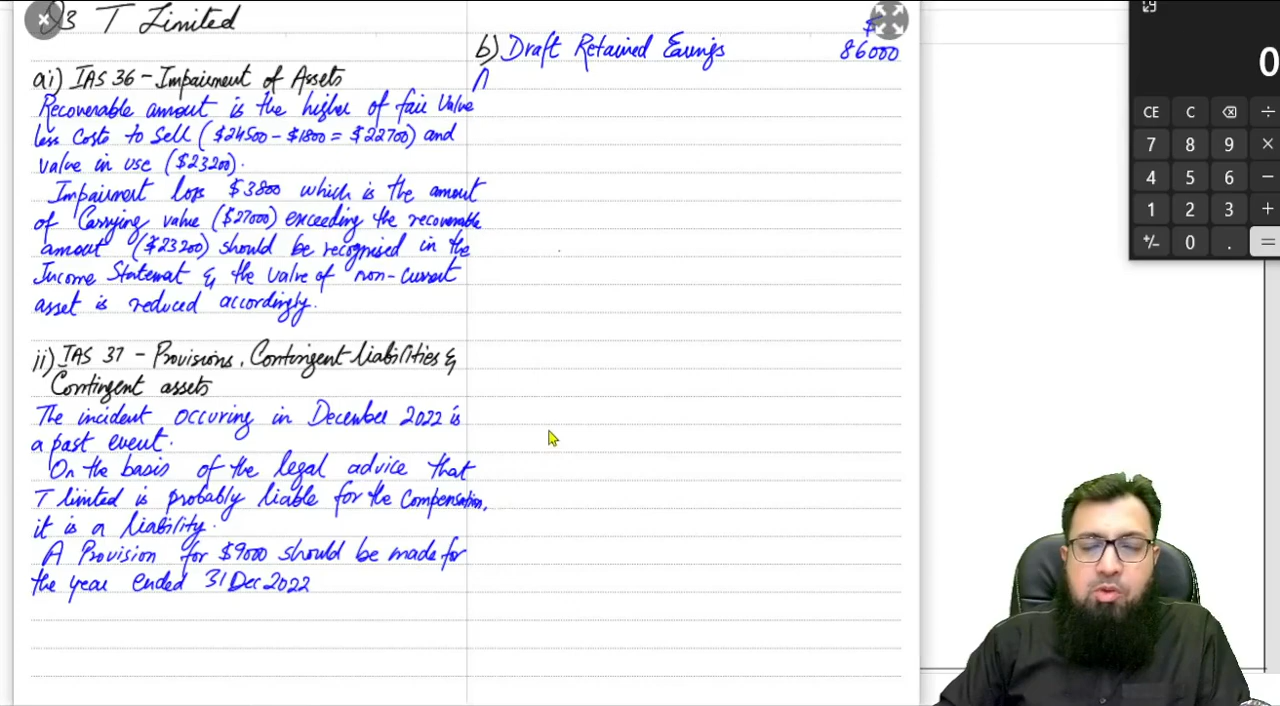 Q3 T Limited
ai) IAS 36 - Impairment of Assets
Recoverable amount is the higher of fair Value
less Costs to Sell ($24500 - $1800 = $22700) and
value in use ($23200).
Impairment loss $3800 which is the amount
of Carrying value ($27000) exceeding the recoverable
amount ($23200) should be recognised in the
Income Statement & the value of non-current
asset is reduced accordingly.
ii) IAS 37 - Provisions, Contingent liabilities &
Contingent assets
The incident occuring in December 2022 is
a past event.
On the basis of the legal advice that
T limited is probably liable for the Compensation,
it is a liability.
A Provision for $9000 should be made for
the year ended 31 Dec 2022
$
b) Draft Retained Earnings 86000
0
CE C ÷
7 8 9 ×
4 5 6 −
1 2 3 +
+/− 0 . =